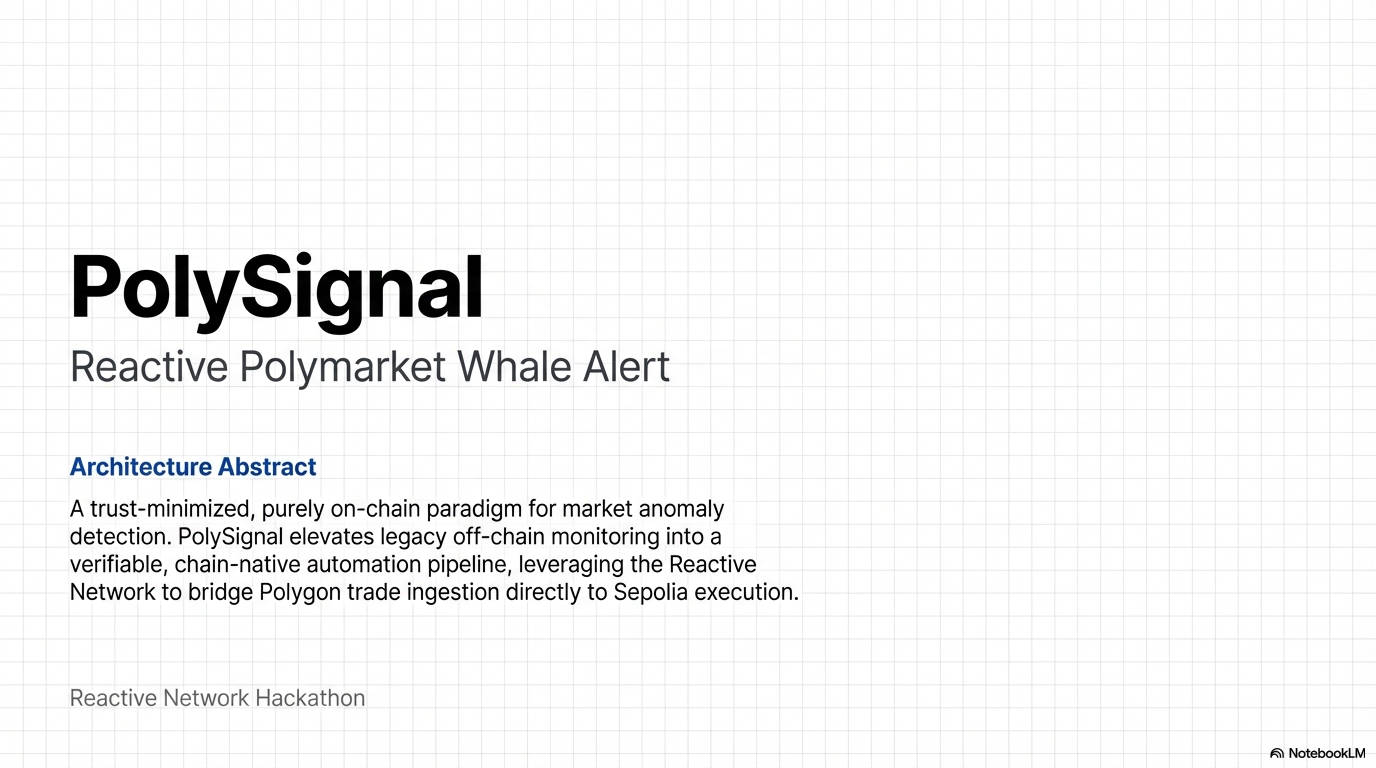 PolySignal
Reactive Polymarket Whale Alert
Architecture Abstract
A trust-minimized, purely on-chain paradigm for market anomaly
detection. PolySignal elevates legacy off-chain monitoring into a
verifiable, chain-native automation pipeline, leveraging the Reactive
Network to bridge Polygon trade ingestion directly to Sepolia execution.
Reactive Network Hackathon
NotebookLM